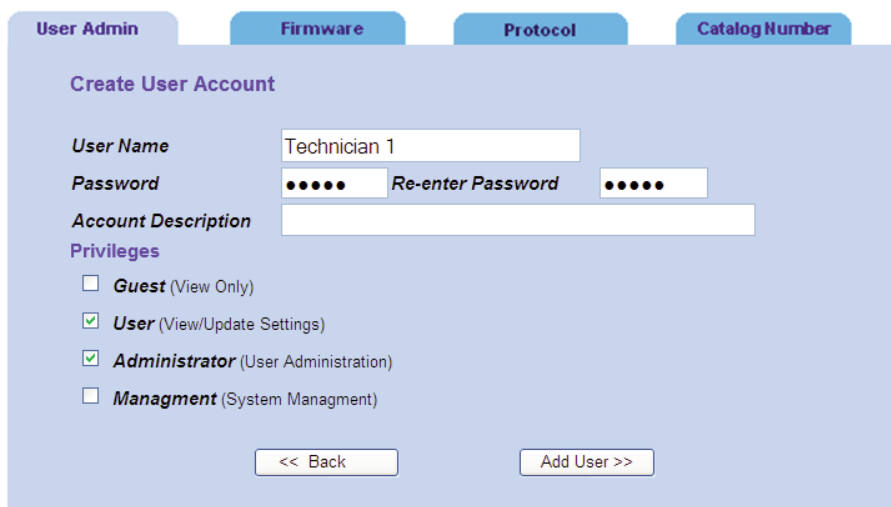 User Admin Firmware Protocol Catalog Number
Create User Account
User Name Technician 1
Password ●●●●● Re-enter Password ●●●●●
Account Description
Privileges
Guest (View Only)
User (View/Update Settings)
Administrator (User Administration)
Managment (System Managment)
<< Back Add User >>